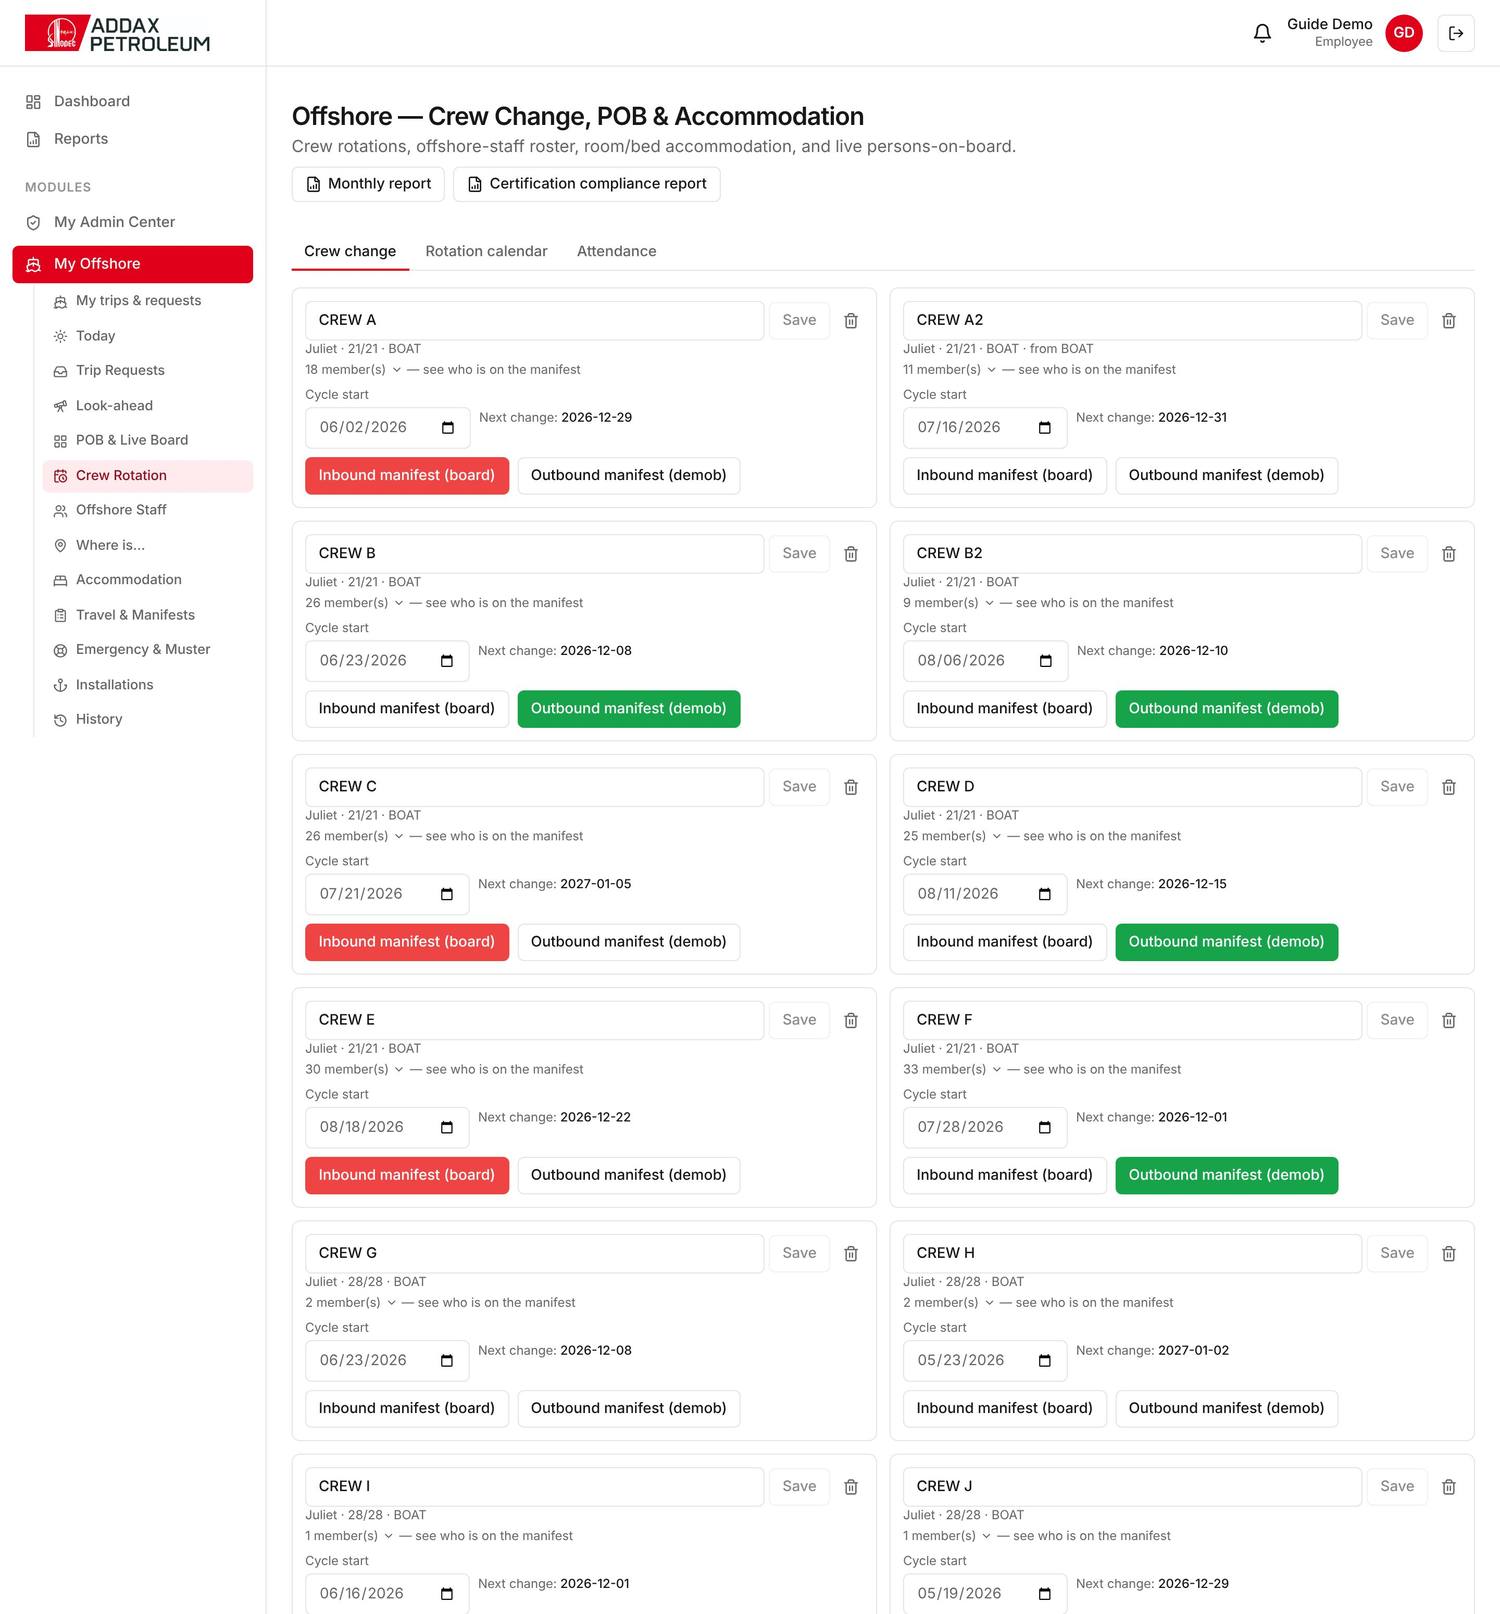 ADDAX
PETROLEUM
Sinopec
Guide Demo
Employee
GD
Dashboard
Reports
MODULES
My Admin Center
My Offshore
My trips & requests
Today
Trip Requests
Look-ahead
POB & Live Board
Crew Rotation
Offshore Staff
Where is...
Accommodation
Travel & Manifests
Emergency & Muster
Installations
History
Offshore — Crew Change, POB & Accommodation
Crew rotations, offshore-staff roster, room/bed accommodation, and live persons-on-board.
Monthly report
Certification compliance report
Crew change
Rotation calendar
Attendance
CREW A
Save
Juliet · 21/21 · BOAT
18 member(s) — see who is on the manifest
Cycle start
06/02/2026
Next change: 2026-12-29
Inbound manifest (board)
Outbound manifest (demob)
CREW A2
Save
Juliet · 21/21 · BOAT · from BOAT
11 member(s) — see who is on the manifest
Cycle start
07/16/2026
Next change: 2026-12-31
Inbound manifest (board)
Outbound manifest (demob)
CREW B
Save
Juliet · 21/21 · BOAT
26 member(s) — see who is on the manifest
Cycle start
06/23/2026
Next change: 2026-12-08
Inbound manifest (board)
Outbound manifest (demob)
CREW B2
Save
Juliet · 21/21 · BOAT
9 member(s) — see who is on the manifest
Cycle start
08/06/2026
Next change: 2026-12-10
Inbound manifest (board)
Outbound manifest (demob)
CREW C
Save
Juliet · 21/21 · BOAT
26 member(s) — see who is on the manifest
Cycle start
07/21/2026
Next change: 2027-01-05
Inbound manifest (board)
Outbound manifest (demob)
CREW D
Save
Juliet · 21/21 · BOAT
25 member(s) — see who is on the manifest
Cycle start
08/11/2026
Next change: 2026-12-15
Inbound manifest (board)
Outbound manifest (demob)
CREW E
Save
Juliet · 21/21 · BOAT
30 member(s) — see who is on the manifest
Cycle start
08/18/2026
Next change: 2026-12-22
Inbound manifest (board)
Outbound manifest (demob)
CREW F
Save
Juliet · 21/21 · BOAT
33 member(s) — see who is on the manifest
Cycle start
07/28/2026
Next change: 2026-12-01
Inbound manifest (board)
Outbound manifest (demob)
CREW G
Save
Juliet · 28/28 · BOAT
2 member(s) — see who is on the manifest
Cycle start
06/23/2026
Next change: 2026-12-08
Inbound manifest (board)
Outbound manifest (demob)
CREW H
Save
Juliet · 28/28 · BOAT
2 member(s) — see who is on the manifest
Cycle start
05/23/2026
Next change: 2027-01-02
Inbound manifest (board)
Outbound manifest (demob)
CREW I
Save
Juliet · 28/28 · BOAT
1 member(s) — see who is on the manifest
Cycle start
06/16/2026
Next change: 2026-12-01
CREW J
Save
Juliet · 28/28 · BOAT
1 member(s) — see who is on the manifest
Cycle start
05/19/2026
Next change: 2026-12-29